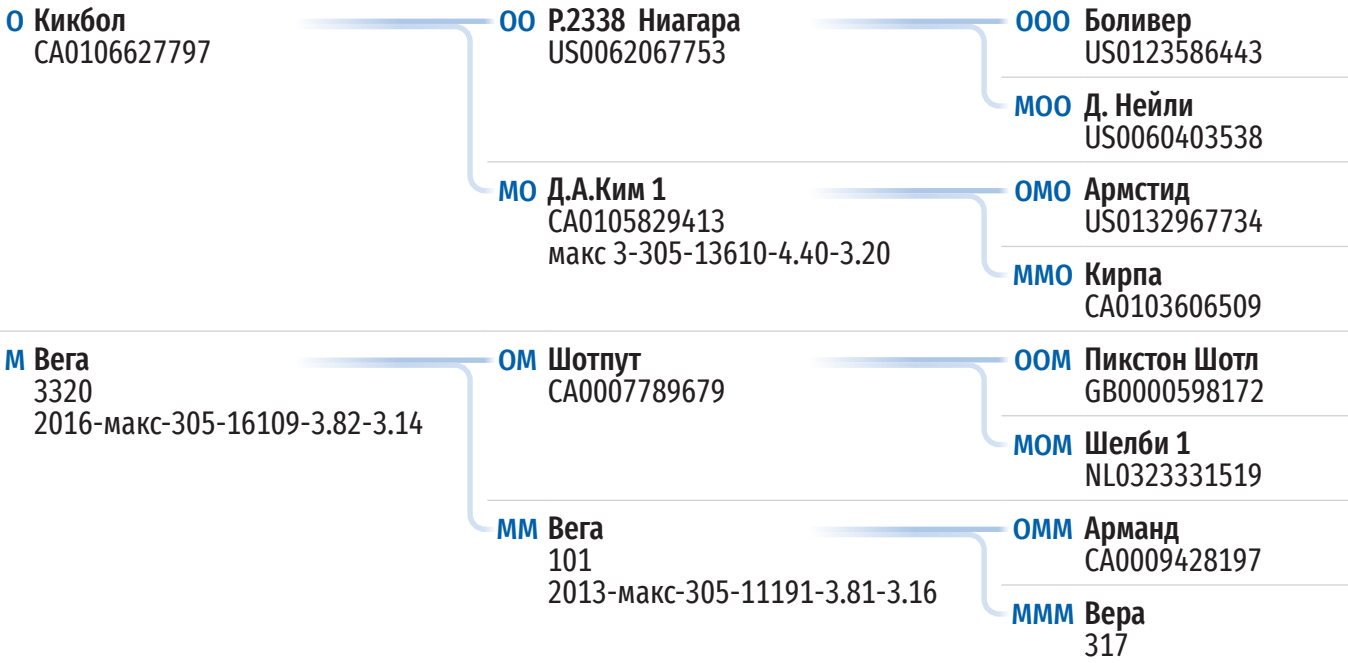 О Кикбол
CA0106627797
ОО Р.2338 Ниагара
US0062067753
ООО Боливер
US0123586443
МОО Д. Нейли
US0060403538
МО Д.А.Ким 1
CA0105829413
макс 3-305-13610-4.40-3.20
ОМО Армстид
US0132967734
ММО Кирпа
CA0103606509
М Вега
3320
2016-макс-305-16109-3.82-3.14
ОМ Шотпут
CA0007789679
ООМ Пикстон Шотл
GB0000598172
МОМ Шелби 1
NL0323331519
ММ Вега
101
2013-макс-305-11191-3.81-3.16
ОММ Арманд
CA0009428197
МММ Вера
317